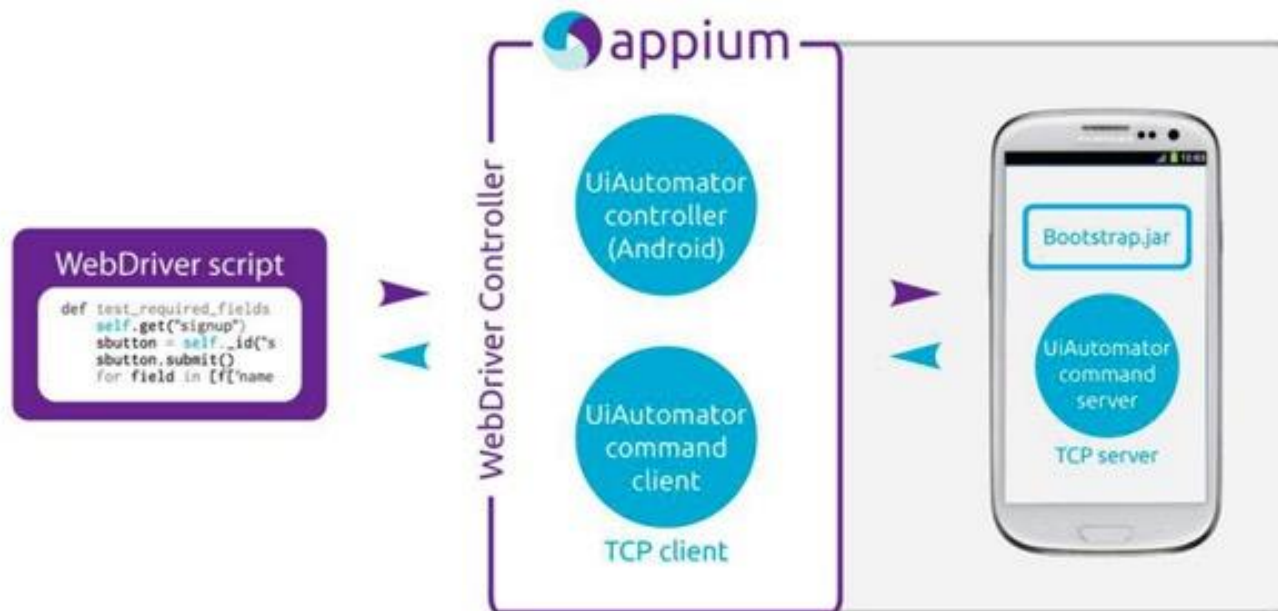 appium
WebDriver Controller
WebDriver script
def test_required_fields
self.get("signup")
sbutton = self._id("s
sbutton.submit()
for field in [f["name
UiAutomator
controller
(Android)
UiAutomator
command
client
TCP client
Bootstrap.jar
UiAutomator
command
server
TCP server